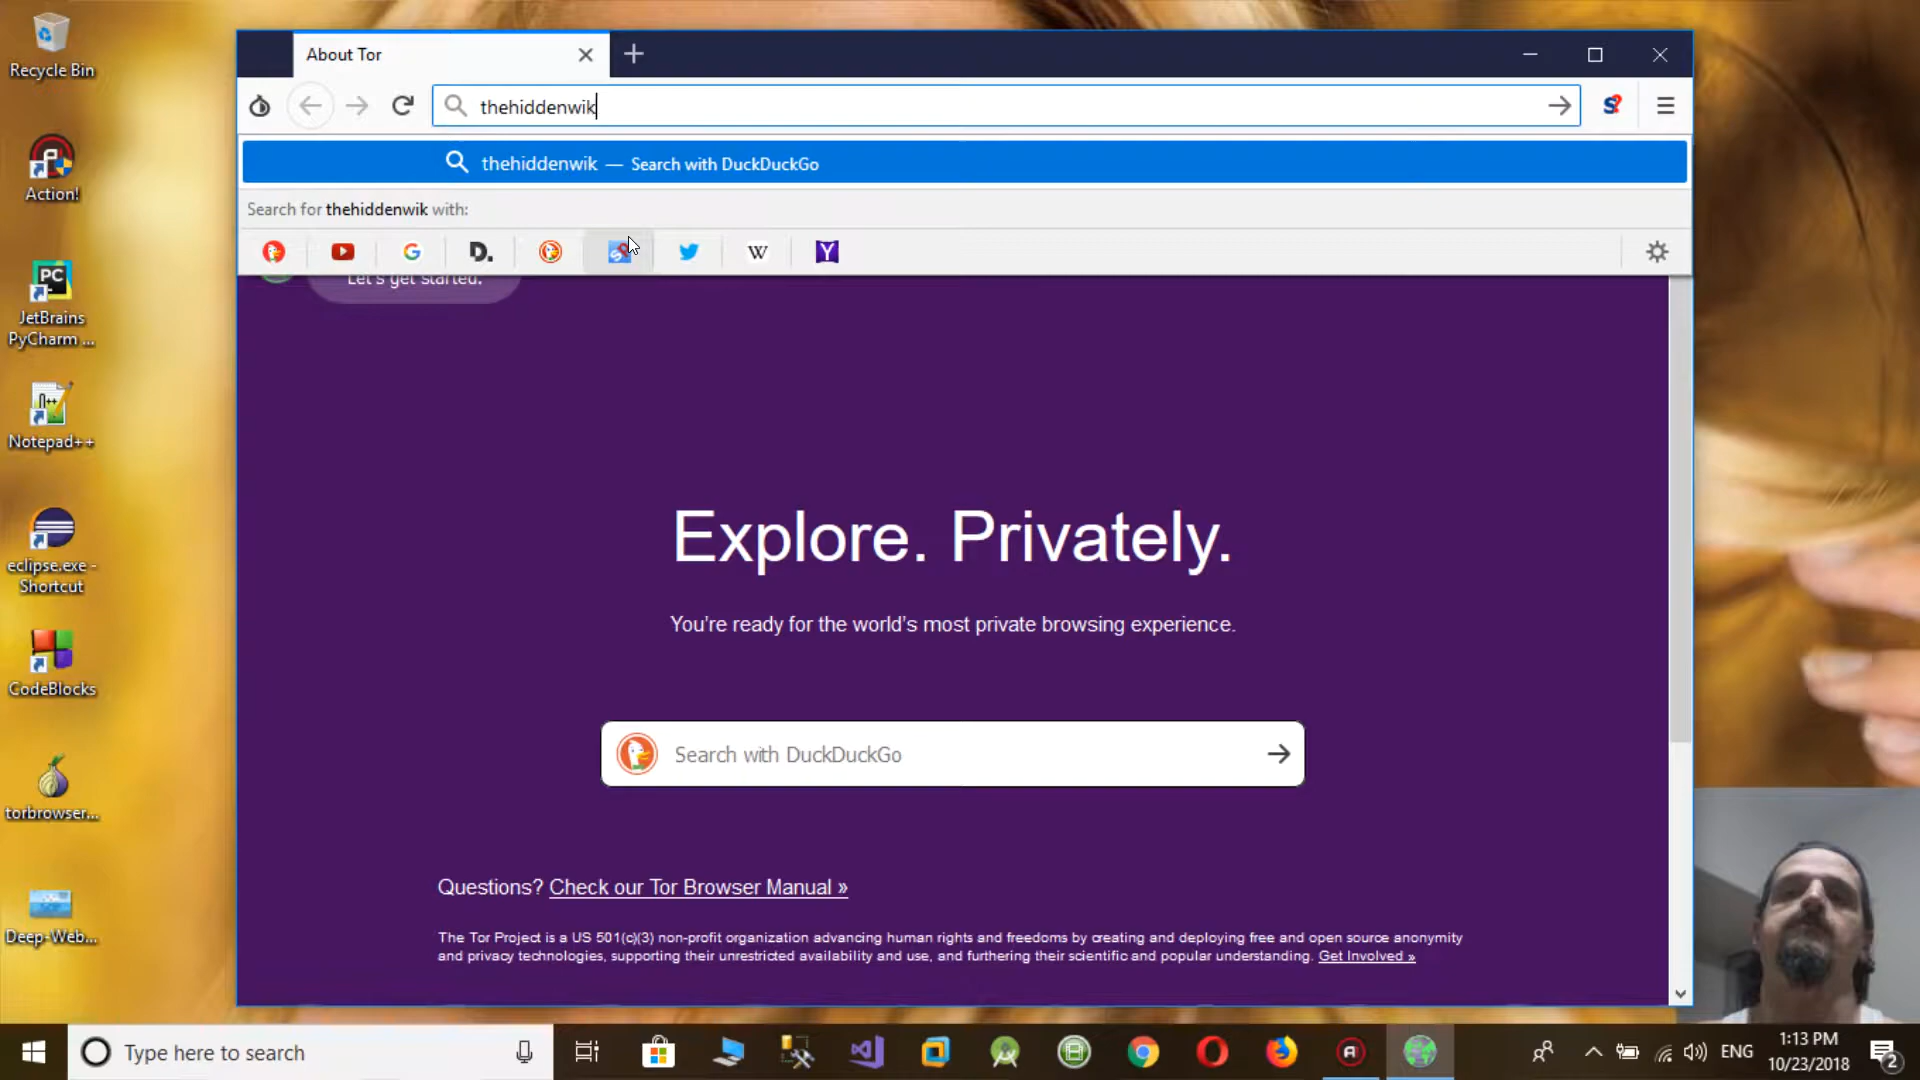 Recycle Bin
Action!
JetBrains
PyCharm ...
Notepad++
eclipse.exe -
Shortcut
CodeBlocks
torbrowser...
Deep-Web...
About Tor
thehiddenwik
thehiddenwik — Search with DuckDuckGo
Search for thehiddenwik with:
Let's get started.
Explore. Privately.
You're ready for the world's most private browsing experience.
Search with DuckDuckGo
Questions? Check our Tor Browser Manual »
The Tor Project is a US 501(c)(3) non-profit organization advancing human rights and freedoms by creating and deploying free and open source anonymity
and privacy technologies, supporting their unrestricted availability and use, and furthering their scientific and popular understanding. Get Involved »
Type here to search
ENG
1:13 PM
10/23/2018
2